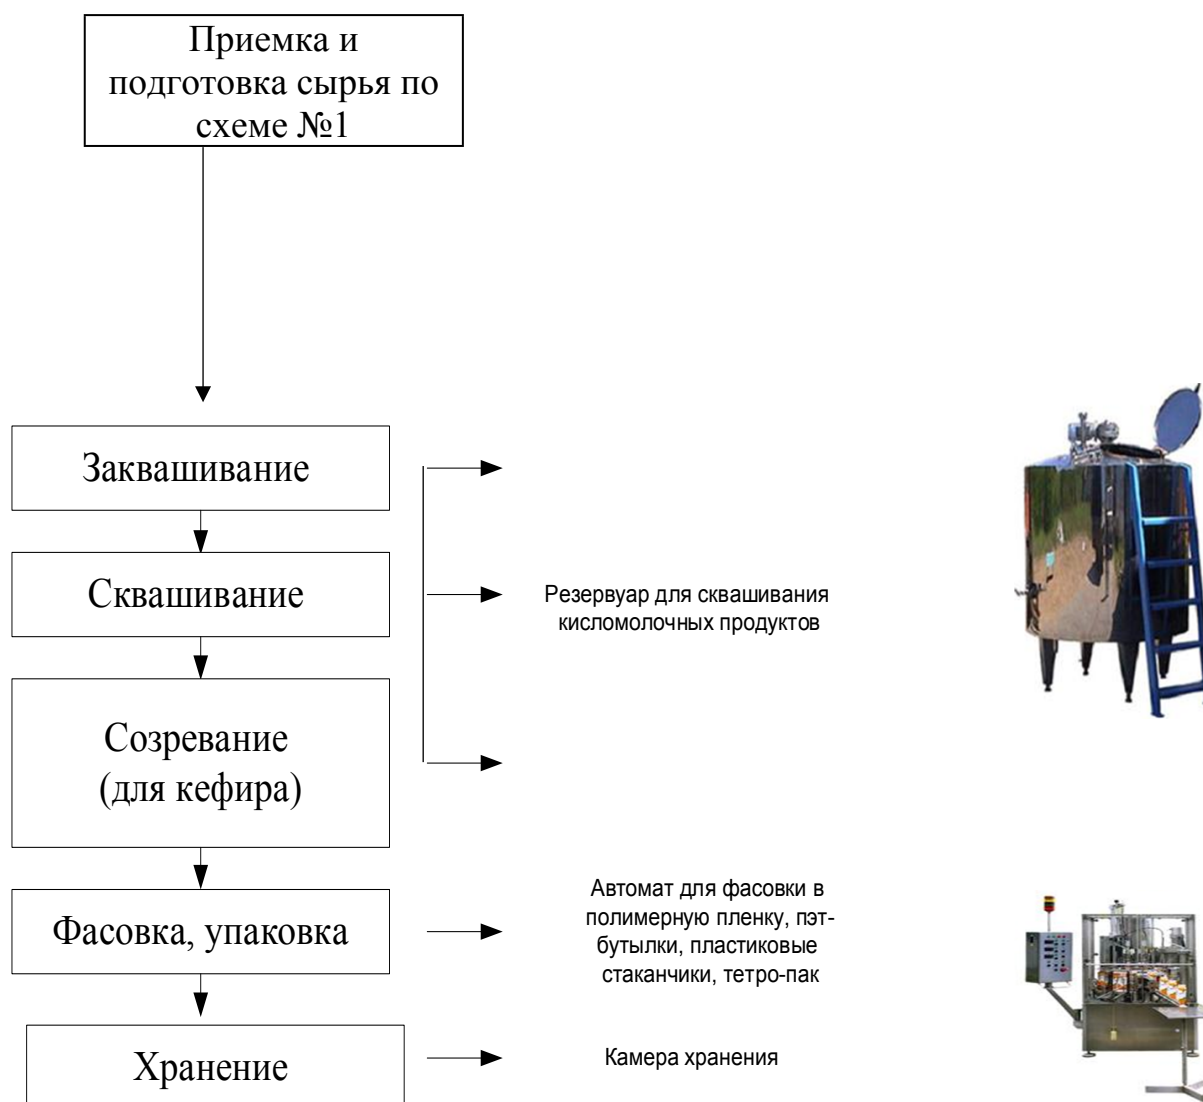 Приемка и
подготовка сырья по
схеме №1
Заквашивание
Сквашивание
Резервуар для сквашивания
кисломолочных продуктов
Созревание
(для кефира)
Фасовка, упаковка
Автомат для фасовки в
полимерную пленку, пэт-
бутылки, пластиковые
стаканчики, тетро-пак
Хранение
Камера хранения